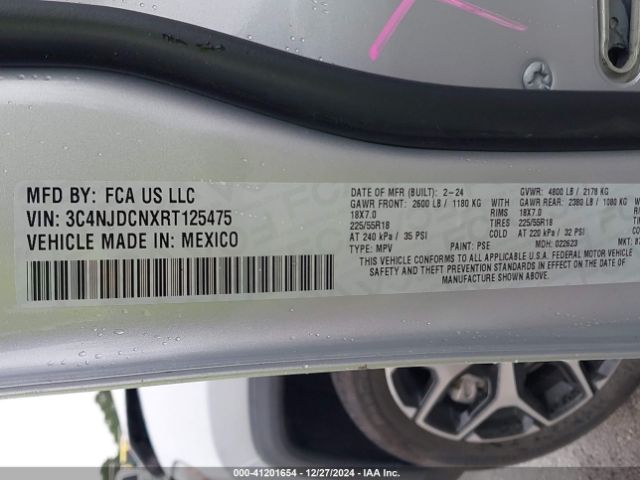 MFD BY: FCA US LLC
VIN: 3C4NJDCNXRT125475
VEHICLE MADE IN: MEXICO
DATE OF MFR (BUILT): 2-24 GVWR: 4800 LB / 2178 KG
GAWR FRONT: 2600 LB / 1180 KG WITH GAWR REAR: 2380 LB / 1080 KG WITH
18X7.0 RIMS 18X7.0
225/55R18 TIRES 225/55R18
AT 240 kPa / 35 PSI COLD AT 220 kPa / 32 PSI
TYPE: MPV PAINT: PSE MDH: 022623 MKT:
THIS VEHICLE CONFORMS TO ALL APPLICABLE U.S.A. FEDERAL MOTOR VEHICLE
SAFETY AND THEFT PREVENTION STANDARDS IN EFFECT ON THE DATE OF
MANUFACTURE SHOWN ABOVE.
000-41201654 - 12/27/2024 - IAA Inc.